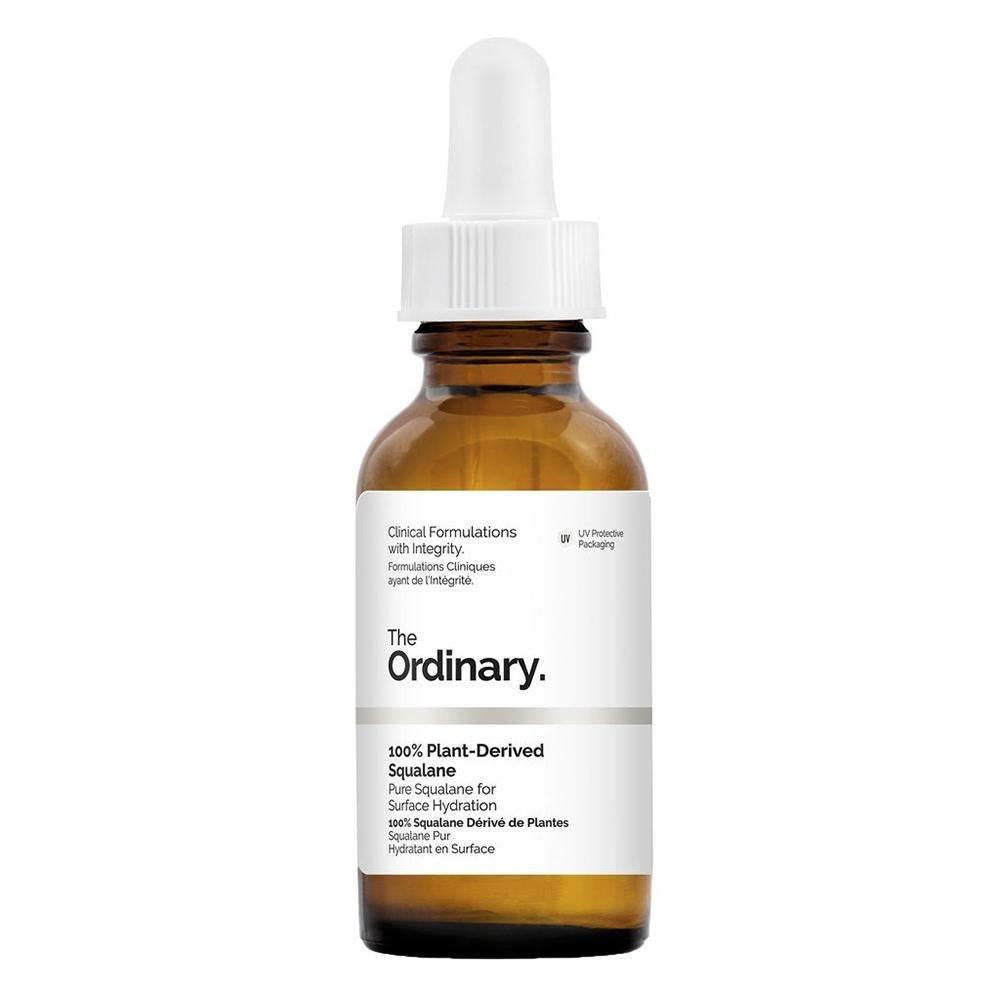 Clinical Formulations
with Integrity.
Formulations Cliniques
ayant de l'Intégrité.
UV
UV Protective
Packaging
The
Ordinary.
100% Plant-Derived
Squalane
Pure Squalane for
Surface Hydration
100% Squalane Dérivé de Plantes
Squalane Pur
Hydratant en Surface